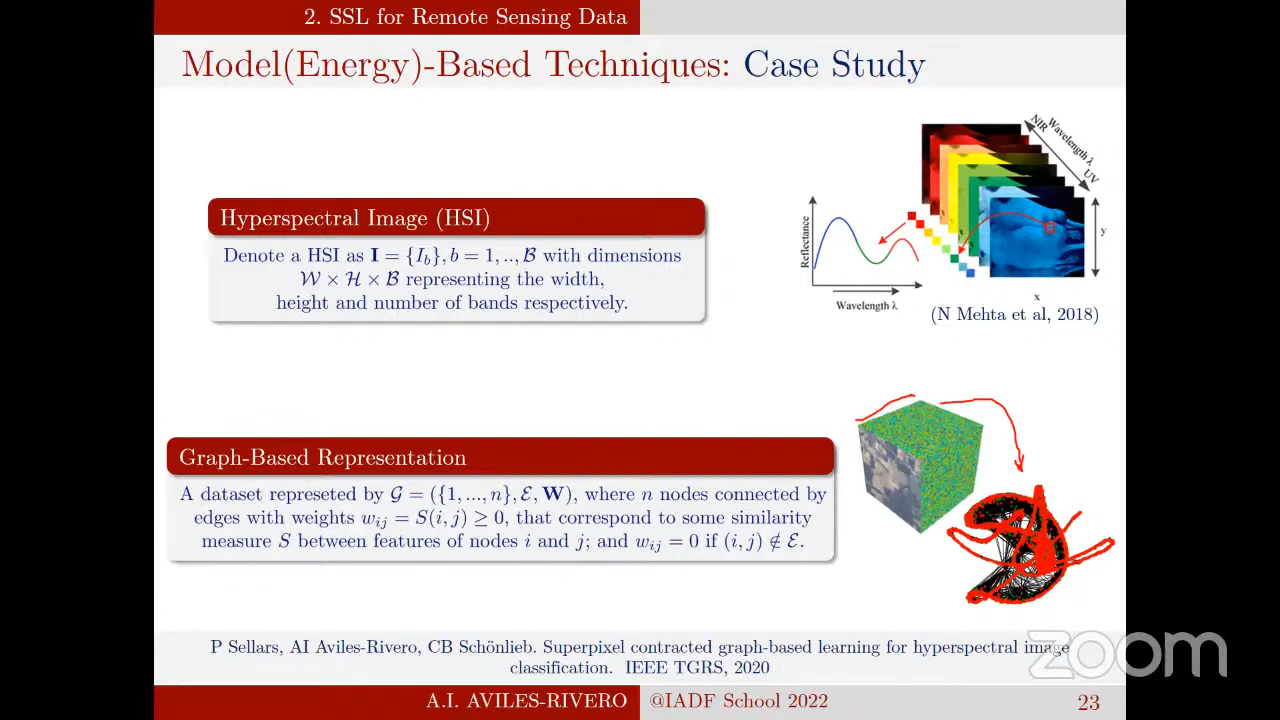 2. SSL for Remote Sensing Data
Model(Energy)-Based Techniques: Case Study
Hyperspectral Image (HSI)
Denote a HSI as I = {I_b}, b = 1, .., B with dimensions
W × H × B representing the width,
height and number of bands respectively.
NIR
Wavelength λ
UV
Reflectance
Wavelength λ
y
x
(N Mehta et al, 2018)
Graph-Based Representation
A dataset represeted by G = ({1, ..., n}, E, W), where n nodes connected by
edges with weights w_ij = S(i, j) ≥ 0, that correspond to some similarity
measure S between features of nodes i and j; and w_ij = 0 if (i, j) ∉ E.
P Sellars, AI Aviles-Rivero, CB Schönlieb. Superpixel contracted graph-based learning for hyperspectral image
classification. IEEE TGRS, 2020
zoom
A.I. AVILES-RIVERO @IADF School 2022 23